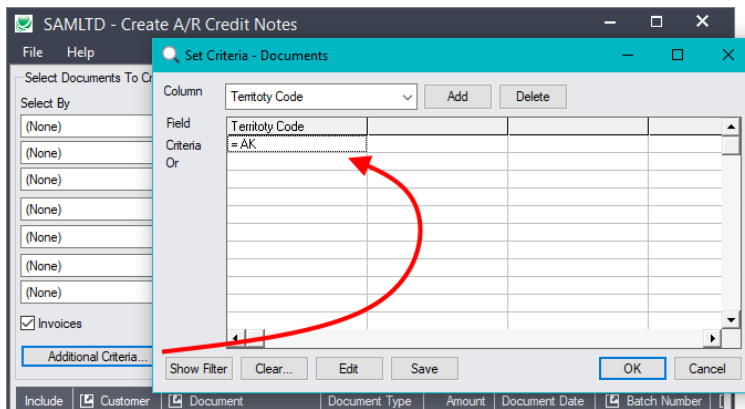 SAMLTD - Create A/R Credit Notes
File Help
Select Documents To Cr
Select By
(None)
(None)
(None)
(None)
(None)
(None)
(None)
Invoices
Additional Criteria...
Set Criteria - Documents
Column Territoty Code Add Delete
Field Territoty Code
Criteria = AK
Or
Show Filter Clear... Edit Save OK Cancel
Include Customer Document Document Type Amount Document Date Batch Number